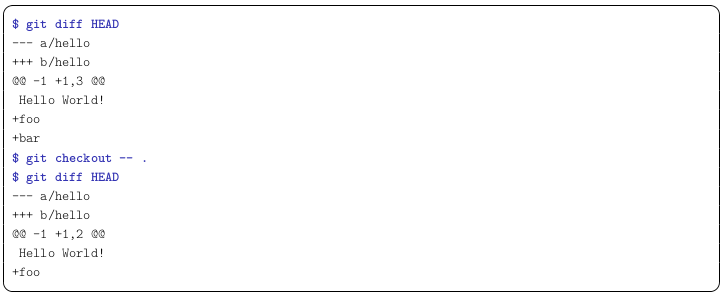 $ git diff HEAD
--- a/hello
+++ b/hello
@@ -1 +1,3 @@
 Hello World!
+foo
+bar
$ git checkout -- .
$ git diff HEAD
--- a/hello
+++ b/hello
@@ -1 +1,2 @@
 Hello World!
+foo